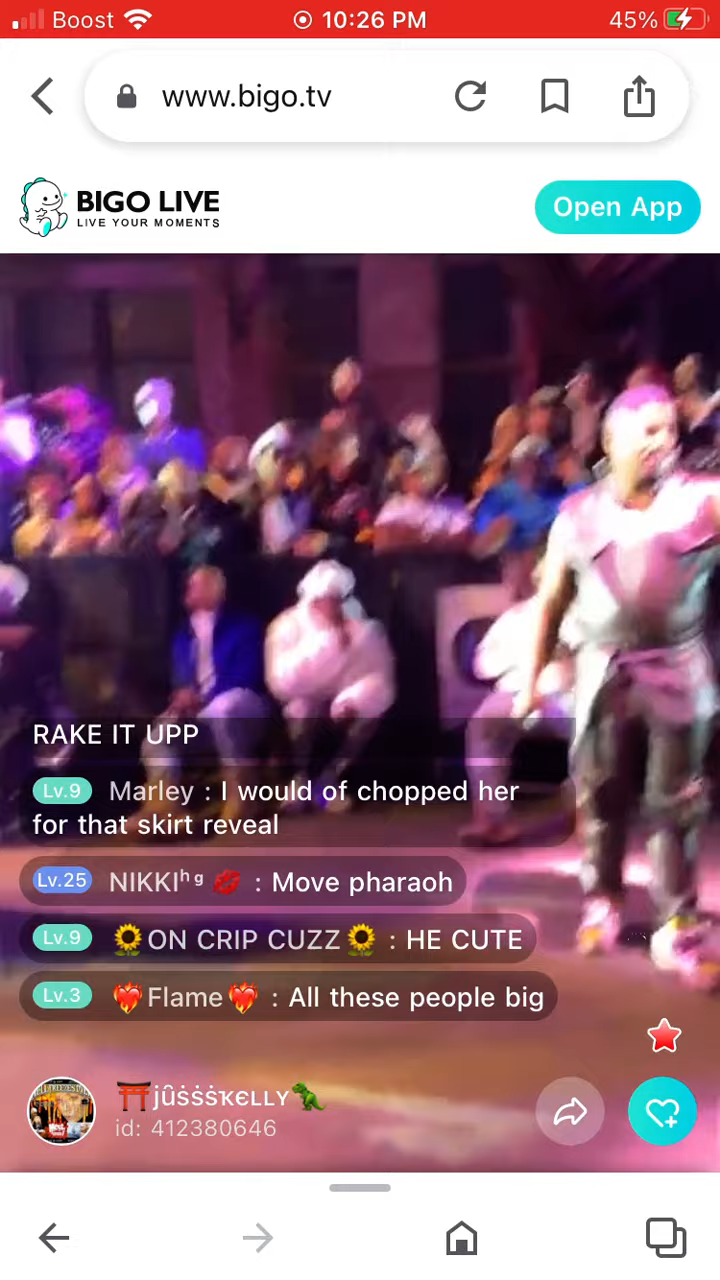 Boost 10:26 PM 45%
www.bigo.tv
BIGO LIVE
LIVE YOUR MOMENTS
Open App
RAKE IT UPP
Lv.9 Marley : I would of chopped her
for that skirt reveal
Lv.25 NIKKIʰᵍ 💋 : Move pharaoh
Lv.9 🌻ON CRIP CUZZ🌻 : HE CUTE
Lv.3 ❤️‍🔥Flame❤️‍🔥 : All these people big
⛩️jȗṡṡṡҡєʟʟʏ🦖
id: 412380646